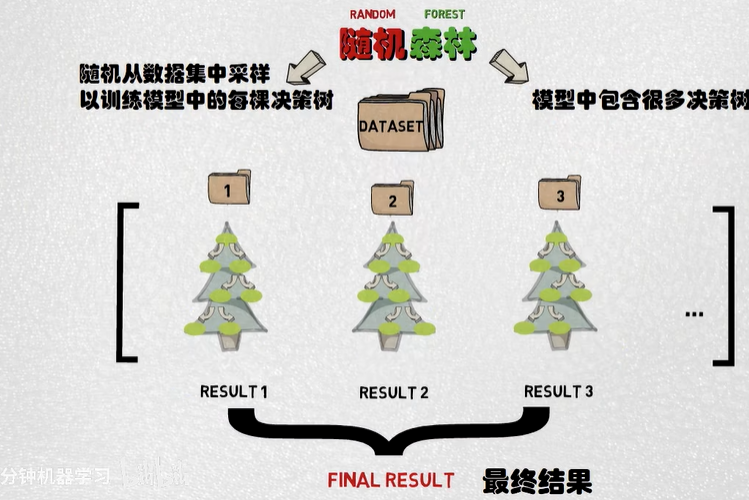 RANDOM FOREST
随机森林
随机从数据集中采样
以训练模型中的每棵决策树
模型中包含很多决策树
DATASET
1
2
3
...
RESULT 1
RESULT 2
RESULT 3
FINAL RESULT 最终结果
分钟机器学习